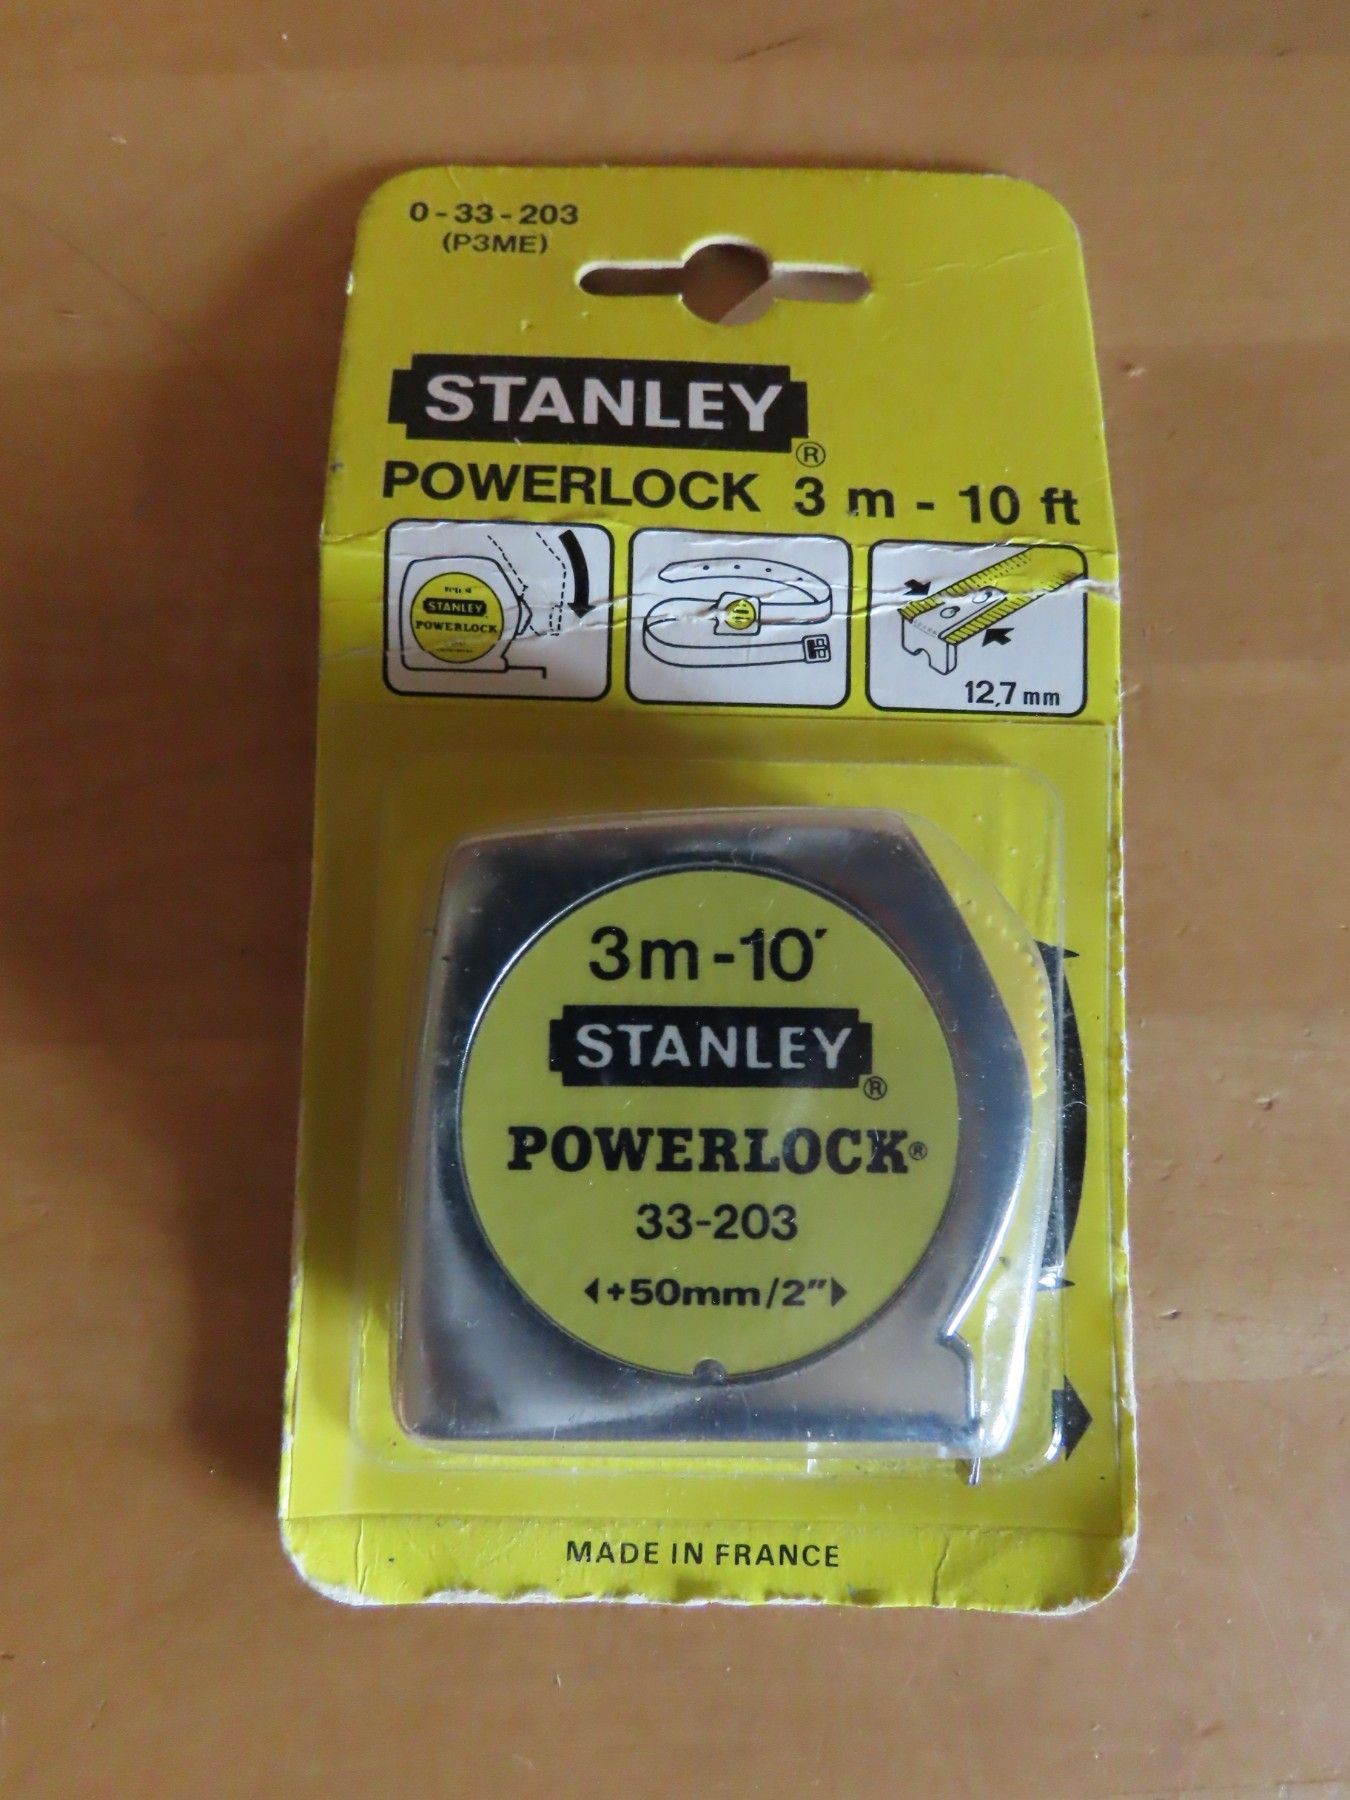 0-33-203
(P3ME)
STANLEY®
POWERLOCK 3 m - 10 ft
STANLEY
POWERLOCK
12,7 mm
3m-10'
STANLEY®
POWERLOCK®
33-203
+50mm/2"
MADE IN FRANCE